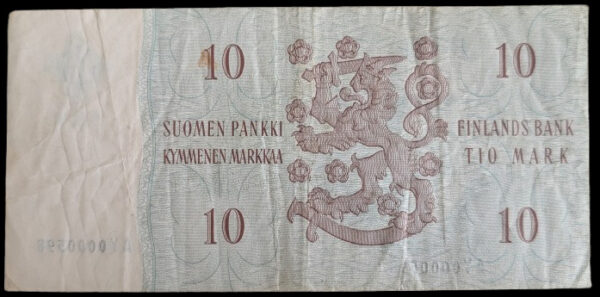 10 10
SUOMEN PANKKI FINLANDS BANK
KYMMENEN MARKKAA TIO MARK
10 10